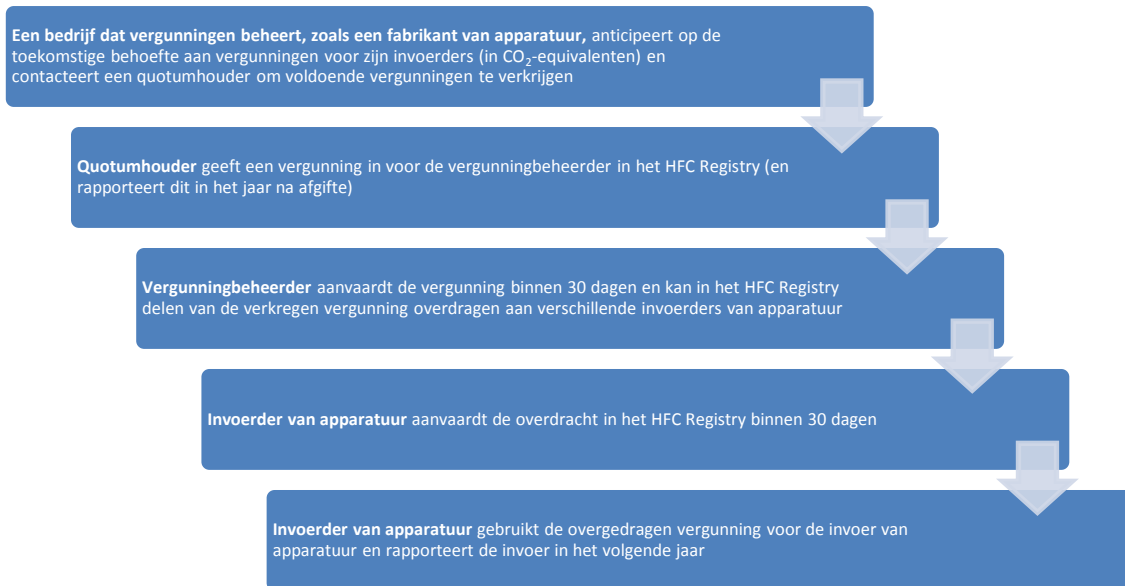 Een bedrijf dat vergunningen beheert, zoals een fabrikant van apparatuur, anticipeert op de
toekomstige behoefte aan vergunningen voor zijn invoerders (in CO₂-equivalenten) en
contacteert een quotumhouder om voldoende vergunningen te verkrijgen
Quotumhouder geeft een vergunning in voor de vergunningbeheerder in het HFC Registry (en
rapporteert dit in het jaar na afgifte)
Vergunningbeheerder aanvaardt de vergunning binnen 30 dagen en kan in het HFC Registry
delen van de verkregen vergunning overdragen aan verschillende invoerders van apparatuur
Invoerder van apparatuur aanvaardt de overdracht in het HFC Registry binnen 30 dagen
Invoerder van apparatuur gebruikt de overgedragen vergunning voor de invoer van
apparatuur en rapporteert de invoer in het volgende jaar